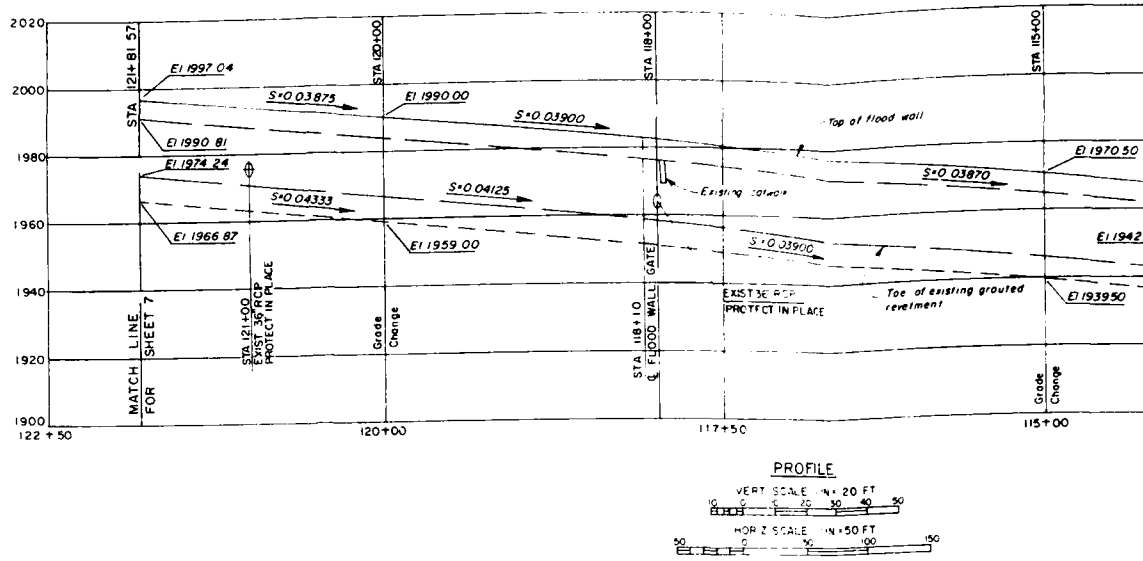 2020
2000
1980
1960
1940
1920
1900
122+50
120+00
117+50
115+00
STA 121+81 57
El 1997 04
El 1990 81
El 1974 24
El 1966 87
MATCH LINE
FOR SHEET 7
STA 121+00
EXIST 36" RCP
PROTECT IN PLACE
S=0.03875
S=0.04333
STA 120+00
El 1990 00
El 1959 00
Grade
Change
S=0.03900
S=0.04125
STA 118+00
Existing catwalk
STA 118+10
℄ FLOOD WALL GATE
EXIST 36" RCP
PROTECT IN PLACE
Top of flood wall
S=0.03900
Toe of existing grouted
revetment
STA 115+00
El 1970 50
S=0.03870
El 1942
El 1939 50
Grade
Change
PROFILE
VERT SCALE 1 IN = 20 FT
10 0 10 20 30 40 50
HORIZ SCALE 1 IN = 50 FT
50 0 50 100 150